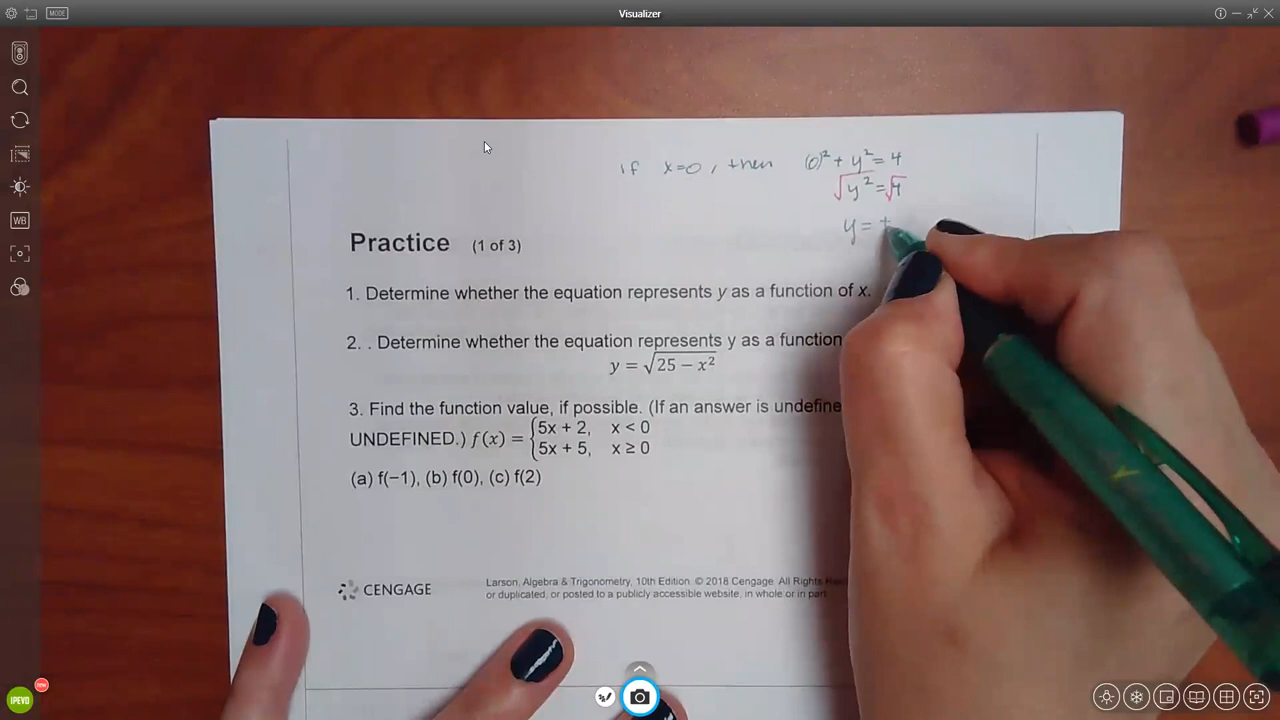 MODE
Visualizer
if x=0, then (0)² + y² = 4
√y² = √4
y = ±
Practice (1 of 3)
1. Determine whether the equation represents y as a function of x.
2. . Determine whether the equation represents y as a function
y = √25 − x²
3. Find the function value, if possible. (If an answer is undefine
UNDEFINED.) f(x) = { 5x + 2, x < 0
5x + 5, x ≥ 0
(a) f(−1), (b) f(0), (c) f(2)
CENGAGE
Larson, Algebra & Trigonometry, 10th Edition. © 2018 Cengage. All Rights
or duplicated, or posted to a publicly accessible website, in whole or in part.
WB
IPEVO
new